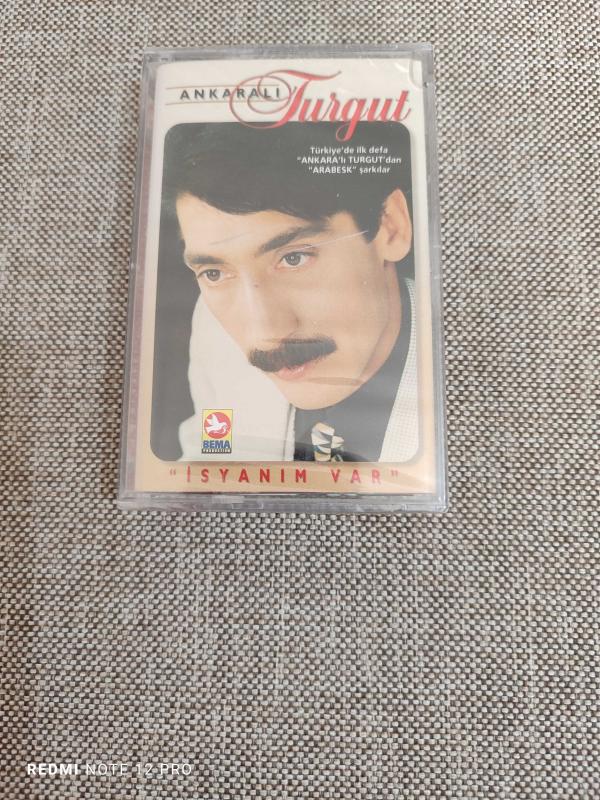 ANKARALI Turgut
Türkiye'de ilk defa
"ANKARA'lı TURGUT'dan
"ARABESK" şarkılar
BEMA
PRODUCTION
"İSYANIM VAR"
REDMI NOTE 12 PRO